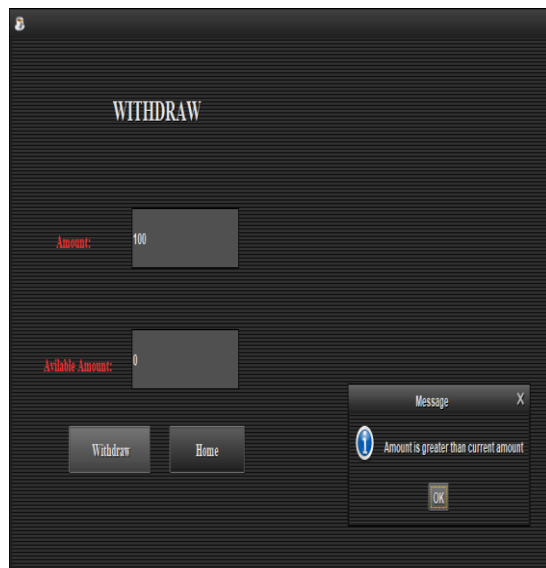 WITHDRAW
Amount:
100
Avilable Amount:
0
Withdraw
Home
Message
X
Amount is greater than current amount
OK